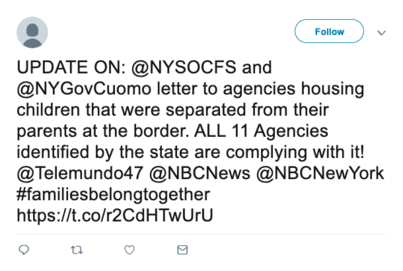 Follow
UPDATE ON: @NYSOCFS and
@NYGovCuomo letter to agencies housing
children that were separated from their
parents at the border. ALL 11 Agencies
identified by the state are complying with it!
@Telemundo47 @NBCNews @NBCNewYork
#familiesbelongtogether
https://t.co/r2CdHTwUrU